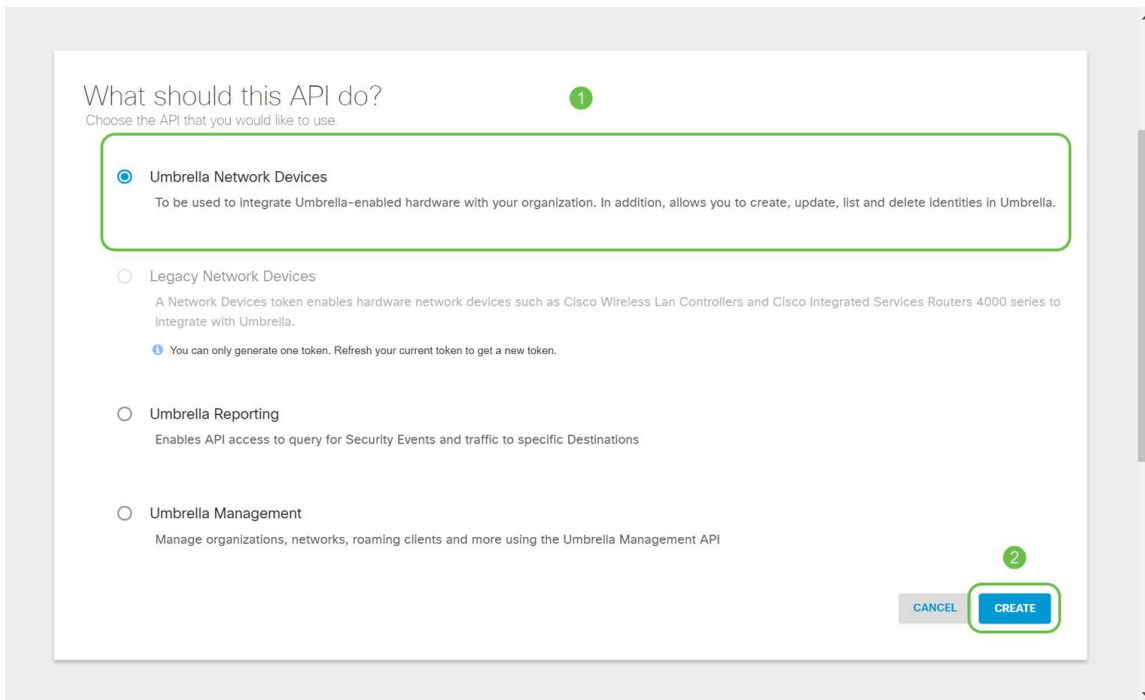 What should this API do?
1
Choose the API that you would like to use.
Umbrella Network Devices
To be used to integrate Umbrella-enabled hardware with your organization. In addition, allows you to create, update, list and delete identities in Umbrella.
Legacy Network Devices
A Network Devices token enables hardware network devices such as Cisco Wireless Lan Controllers and Cisco Integrated Services Routers 4000 series to
integrate with Umbrella.
You can only generate one token. Refresh your current token to get a new token.
Umbrella Reporting
Enables API access to query for Security Events and traffic to specific Destinations
Umbrella Management
Manage organizations, networks, roaming clients and more using the Umbrella Management API
2
CANCEL CREATE